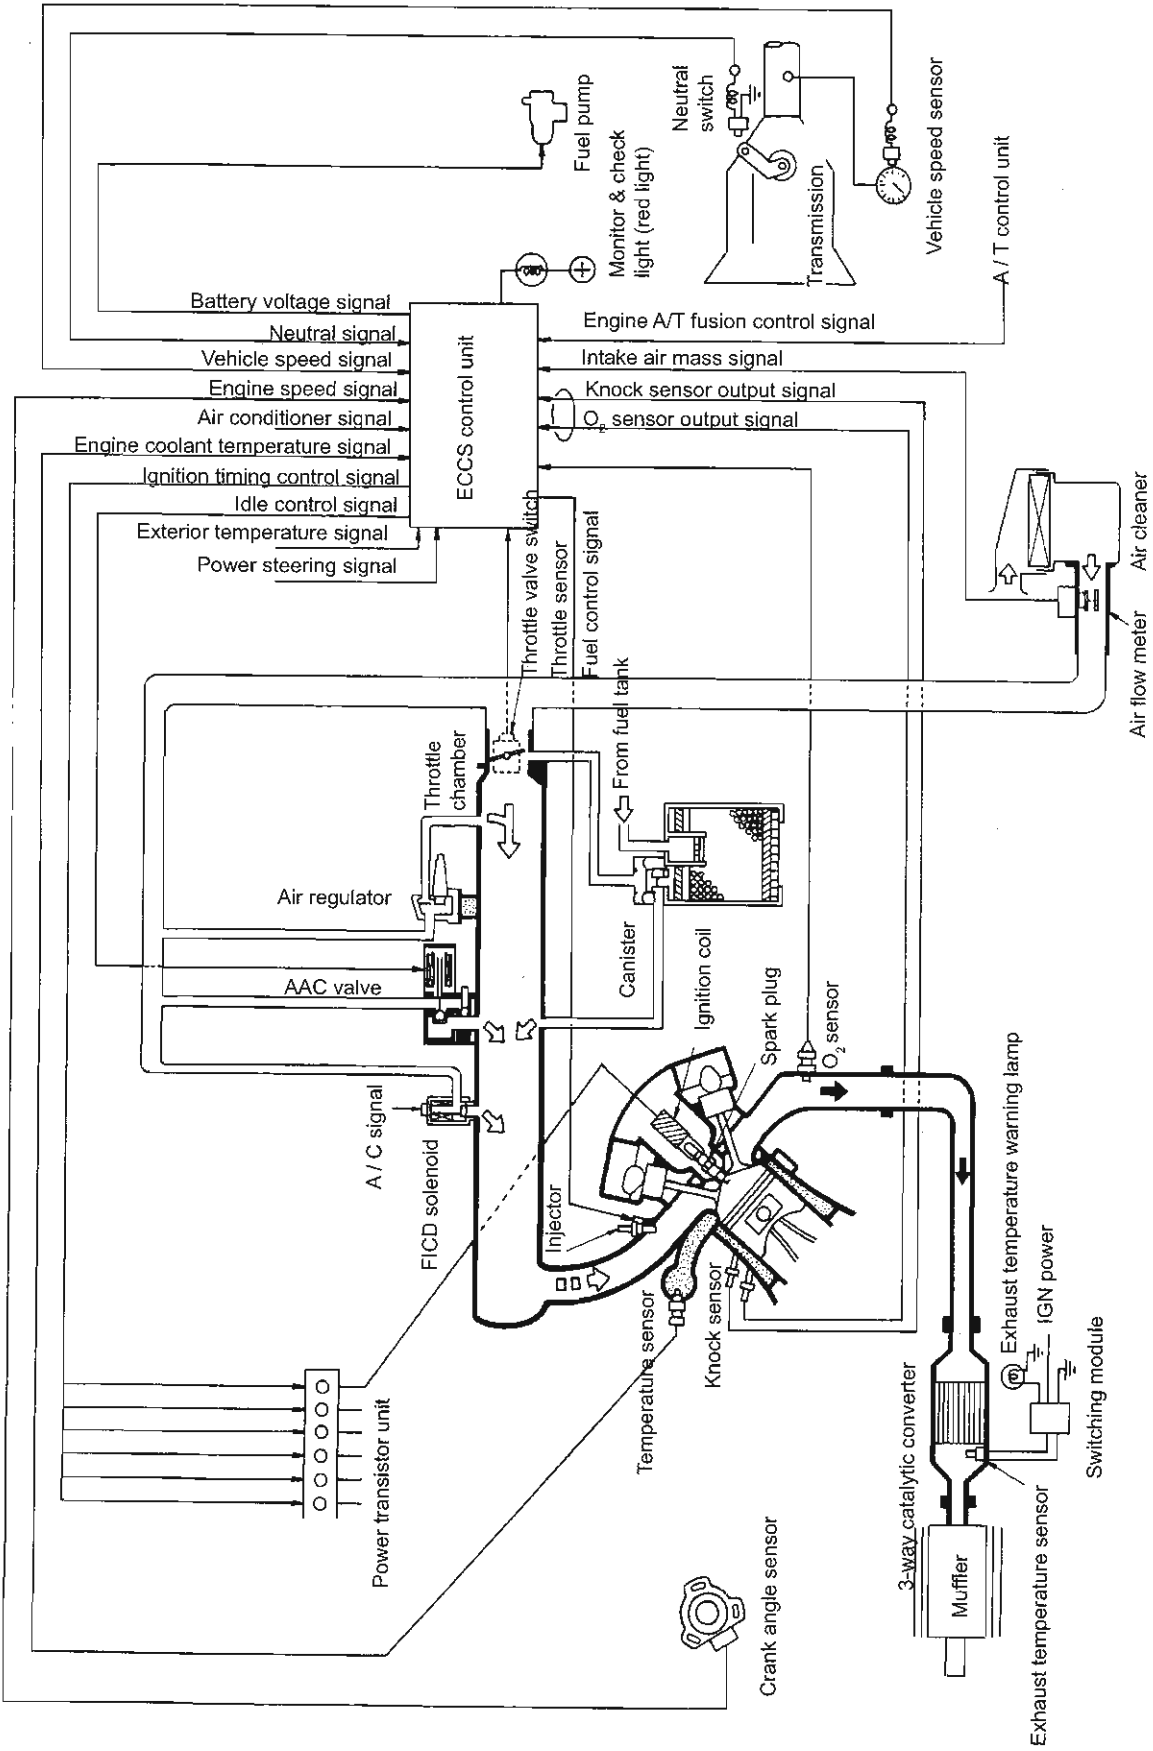 Neutral
switch
Vehicle speed sensor
Fuel pump
Monitor & check
light (red light)
Transmission
A / T control unit
Battery voltage signal
Neutral signal
Vehicle speed signal
Engine speed signal
Air conditioner signal
Engine coolant temperature signal
Ignition timing control signal
Idle control signal
Exterior temperature signal
Power steering signal
ECCS control unit
Engine A/T fusion control signal
Intake air mass signal
Knock sensor output signal
O2 sensor output signal
Throttle valve switch
Throttle sensor
Fuel control signal
Air cleaner
Air flow meter
Throttle
chamber
From fuel tank
Air regulator
AAC valve
Canister
Ignition coil
Spark plug
O2 sensor
A / C signal
FICD solenoid
Injector
Temperature sensor
Knock sensor
Exhaust temperature warning lamp
IGN power
Switching module
3-way catalytic converter
Power transistor unit
Crank angle sensor
Muffler
Exhaust temperature sensor